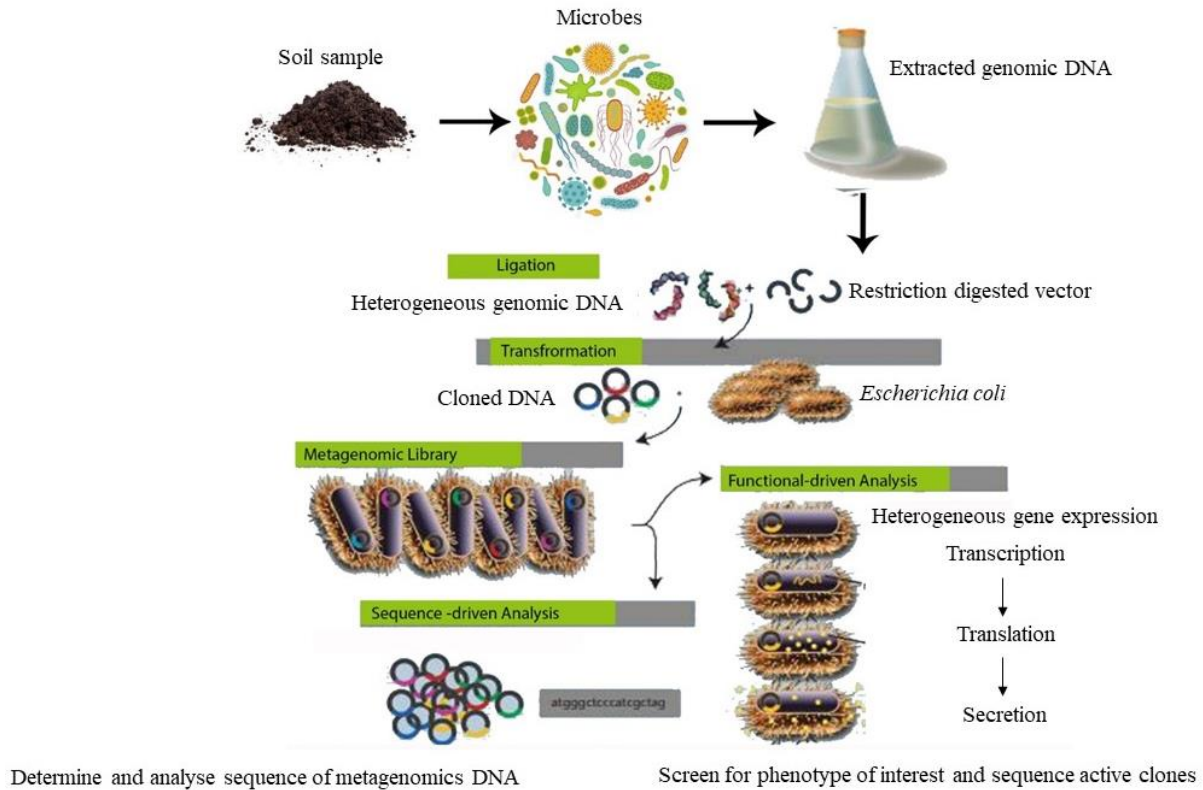 Microbes
Soil sample
Extracted genomic DNA
Ligation
Heterogeneous genomic DNA
+
Restriction digested vector
Transfromation
Cloned DNA
Escherichia coli
Metagenomic Library
Functional-driven Analysis
Heterogeneous gene expression
Transcription
Translation
Secretion
Sequence -driven Analysis
atgggctcccatcgctag
Determine and analyse sequence of metagenomics DNA
Screen for phenotype of interest and sequence active clones